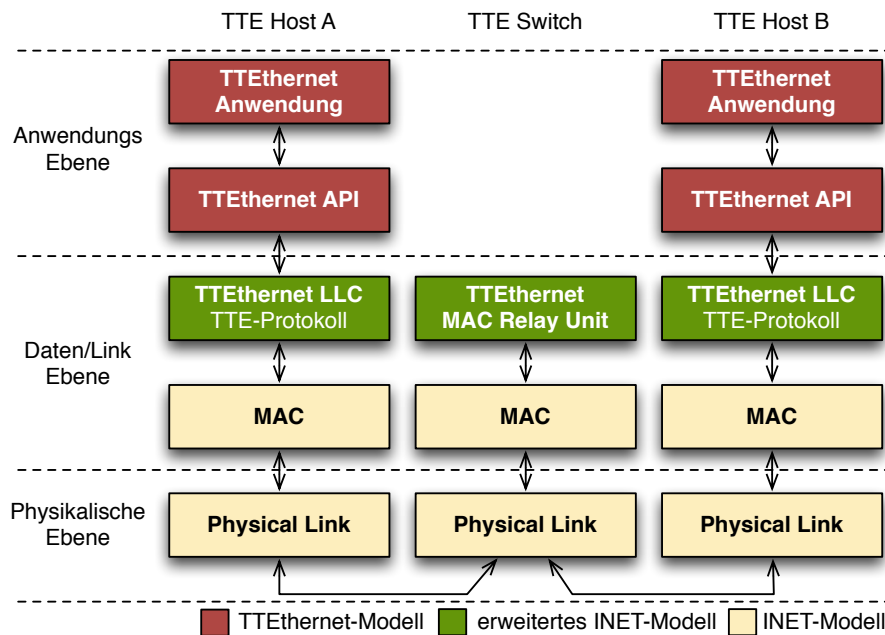 TTE Host A
TTE Switch
TTE Host B
Anwendungs
Ebene
TTEthernet
Anwendung
TTEthernet
Anwendung
TTEthernet API
TTEthernet API
Daten/Link
Ebene
TTEthernet LLC
TTE-Protokoll
TTEthernet
MAC Relay Unit
TTEthernet LLC
TTE-Protokoll
MAC
MAC
MAC
Physikalische
Ebene
Physical Link
Physical Link
Physical Link
TTEthernet-Modell
erweitertes INET-Modell
INET-Modell